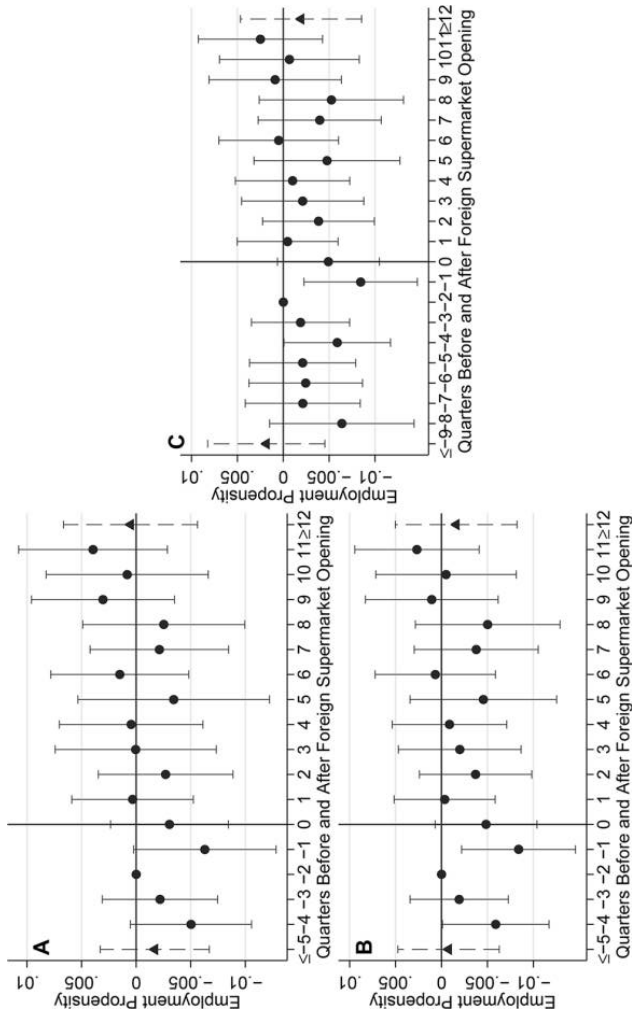 A
Employment Propensity
.01
.005
0
-.005
-.01
≤−5 −4 −3 −2 −1 0 1 2 3 4 5 6 7 8 9 10 11 ≥12
Quarters Before and After Foreign Supermarket Opening
B
Employment Propensity
.01
.005
0
-.005
-.01
≤−5 −4 −3 −2 −1 0 1 2 3 4 5 6 7 8 9 10 11 ≥12
Quarters Before and After Foreign Supermarket Opening
C
Employment Propensity
.01
.005
0
-.005
-.01
≤−9 −8 −7 −6 −5 −4 −3 −2 −1 0 1 2 3 4 5 6 7 8 9 10 11 ≥12
Quarters Before and After Foreign Supermarket Opening